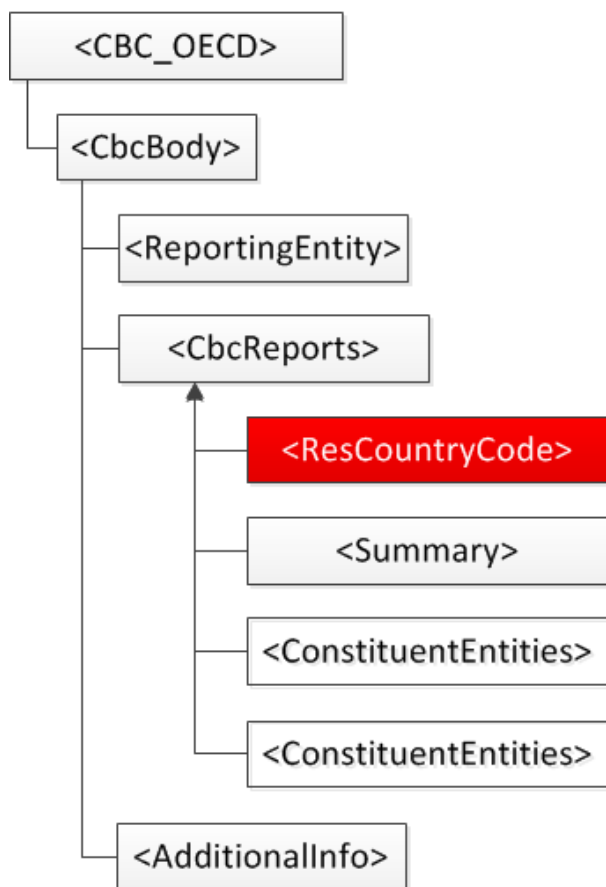 <CBC_OECD>
<CbcBody>
<ReportingEntity>
<CbcReports>
<ResCountryCode>
<Summary>
<ConstituentEntities>
<ConstituentEntities>
<AdditionalInfo>